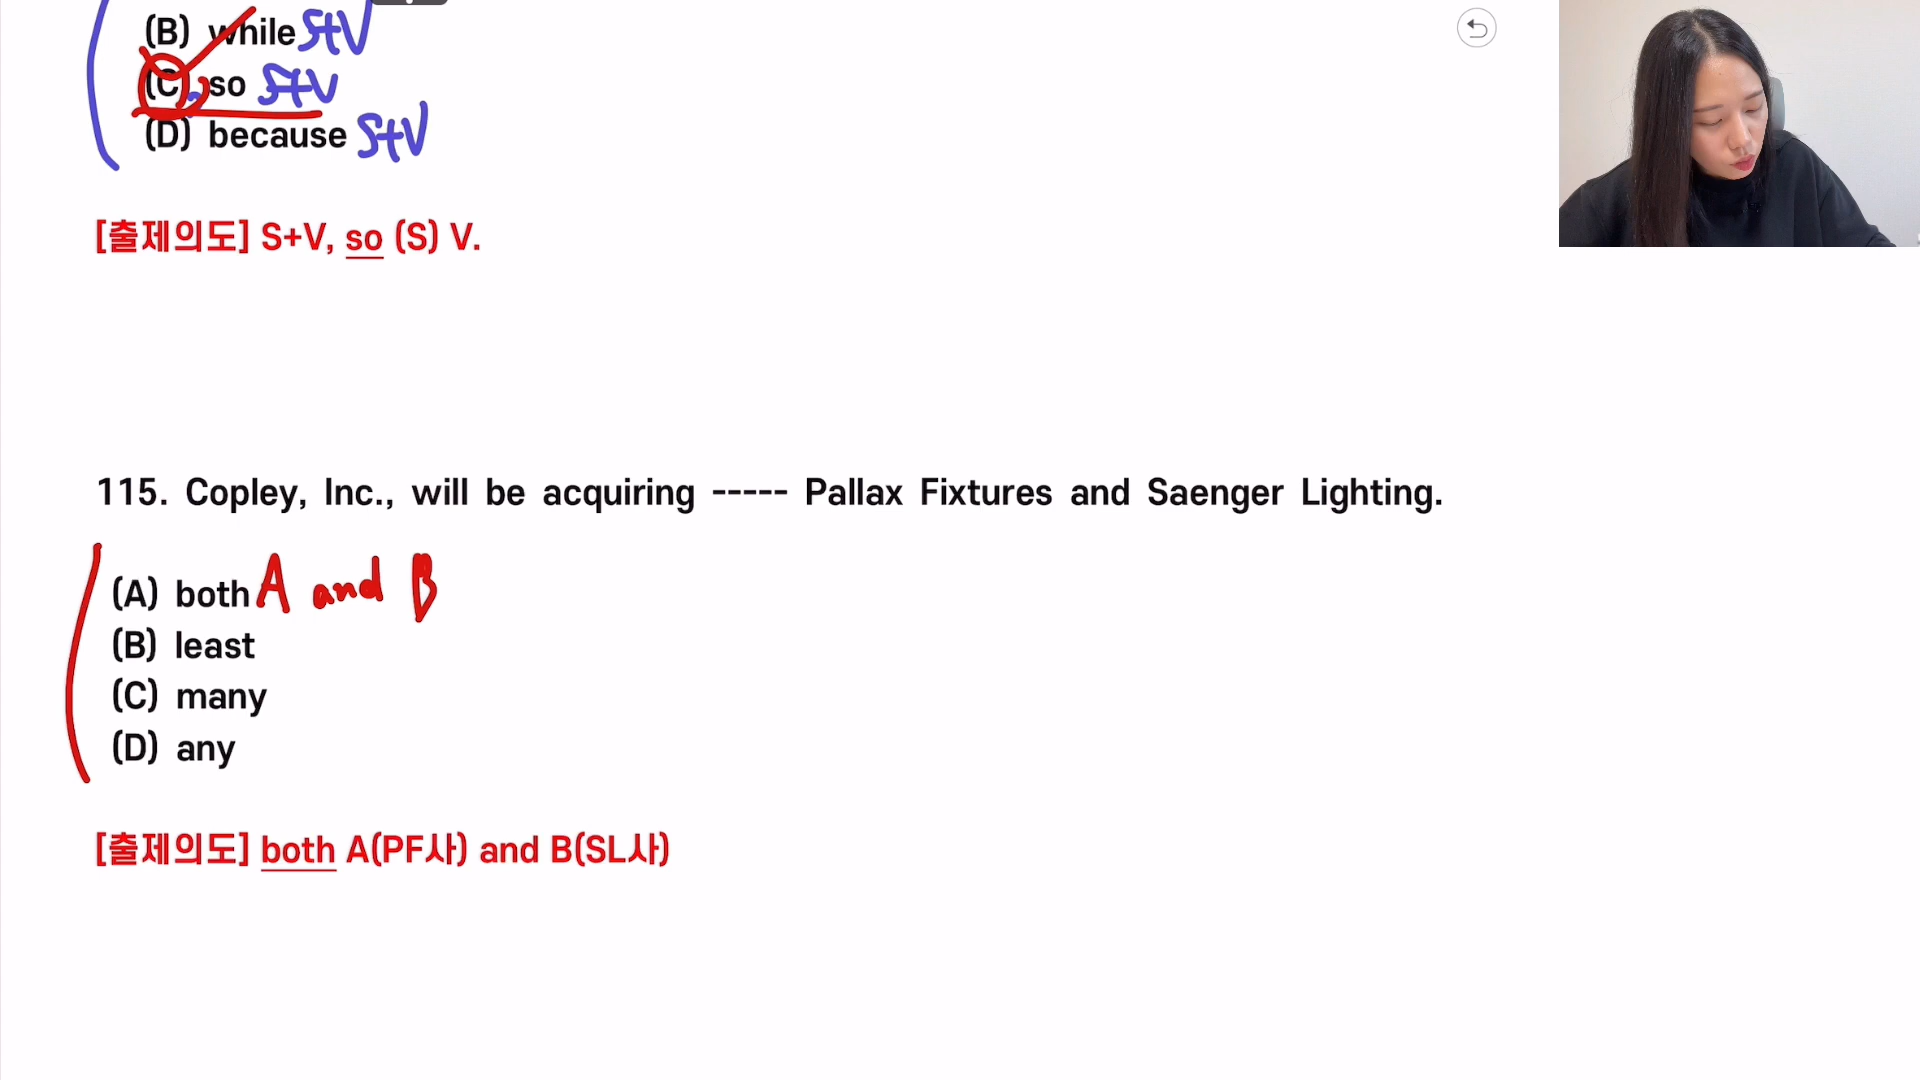 (B) while S+V
(C) , so S+V
(D) because S+V
[출제의도] S+V, so (S) V.
115. Copley, Inc., will be acquiring ----- Pallax Fixtures and Saenger Lighting.
(A) both A and B
(B) least
(C) many
(D) any
[출제의도] both A(PF사) and B(SL사)